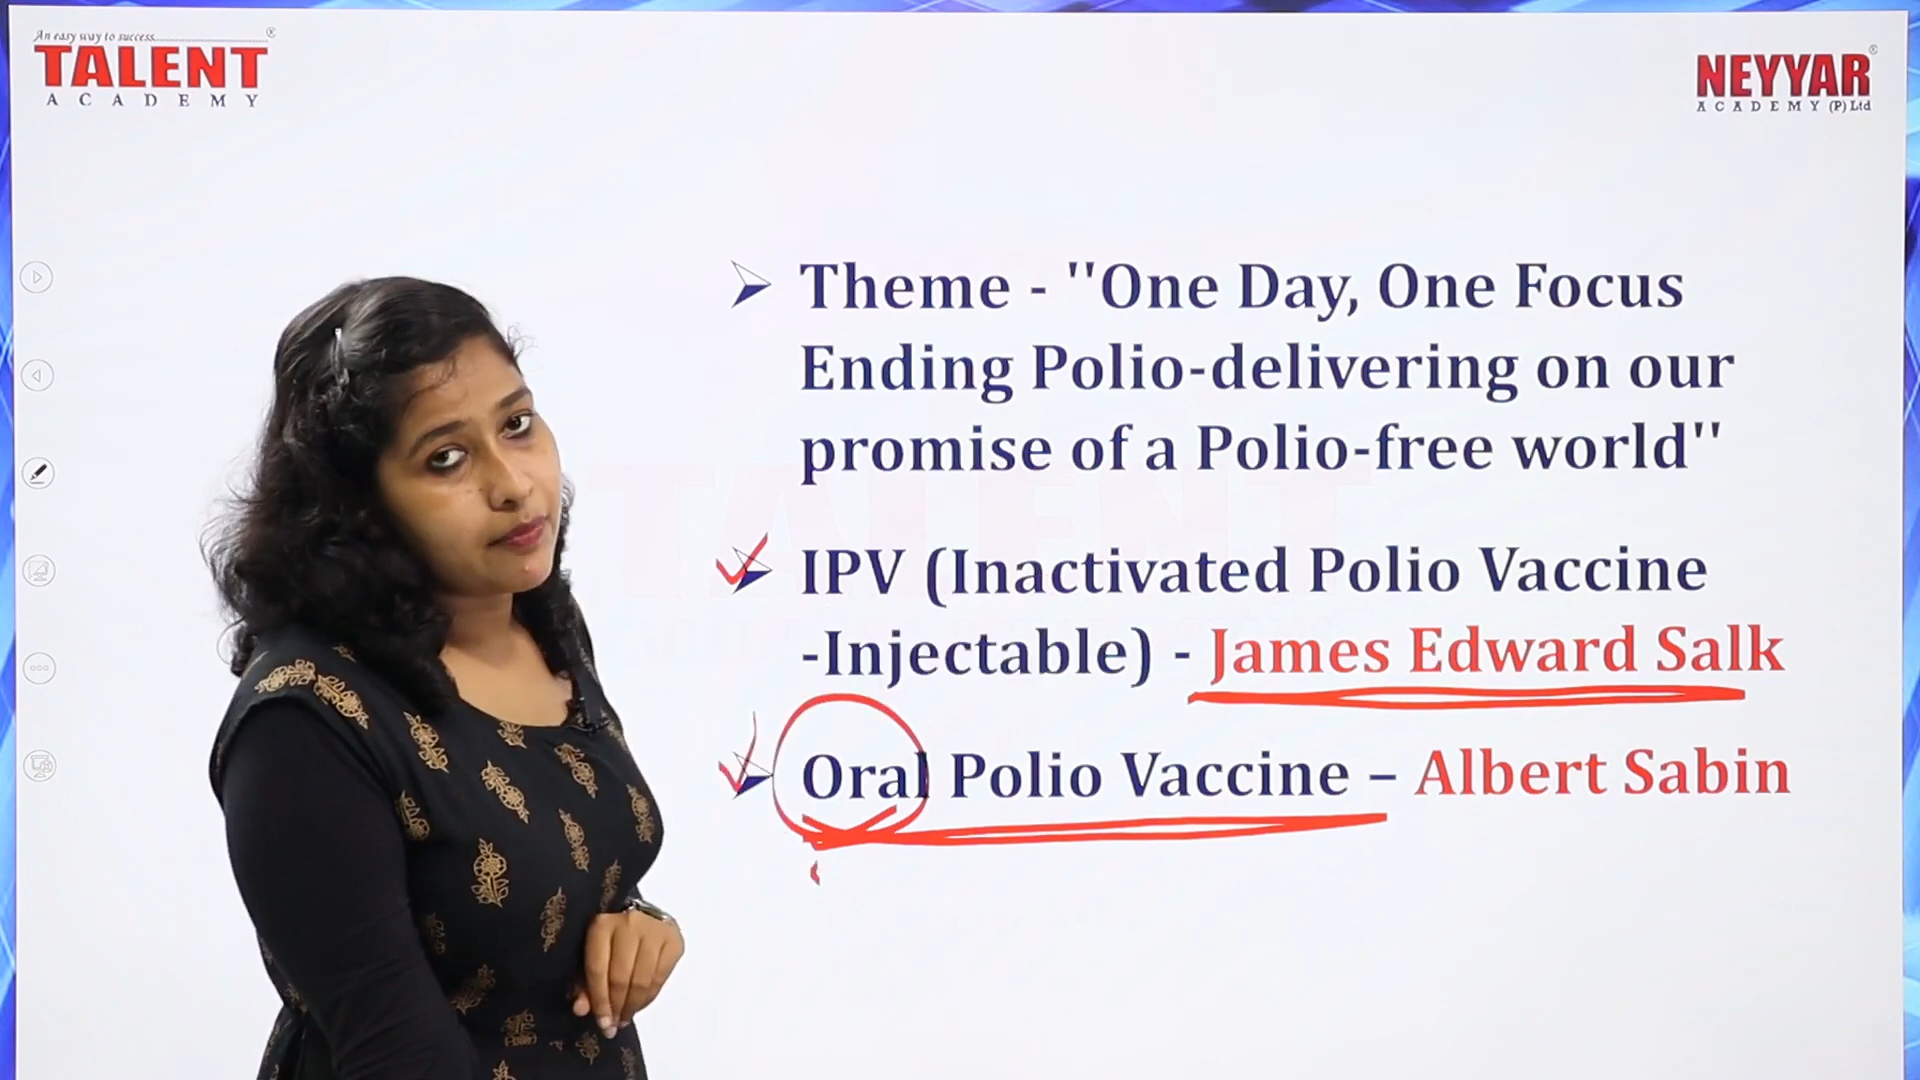 An easy way to success
TALENT
ACADEMY
NEYYAR
ACADEMY (P) Ltd
Theme - "One Day, One Focus
Ending Polio-delivering on our
promise of a Polio-free world"
IPV (Inactivated Polio Vaccine
-Injectable) - James Edward Salk
Oral Polio Vaccine – Albert Sabin
TALENT